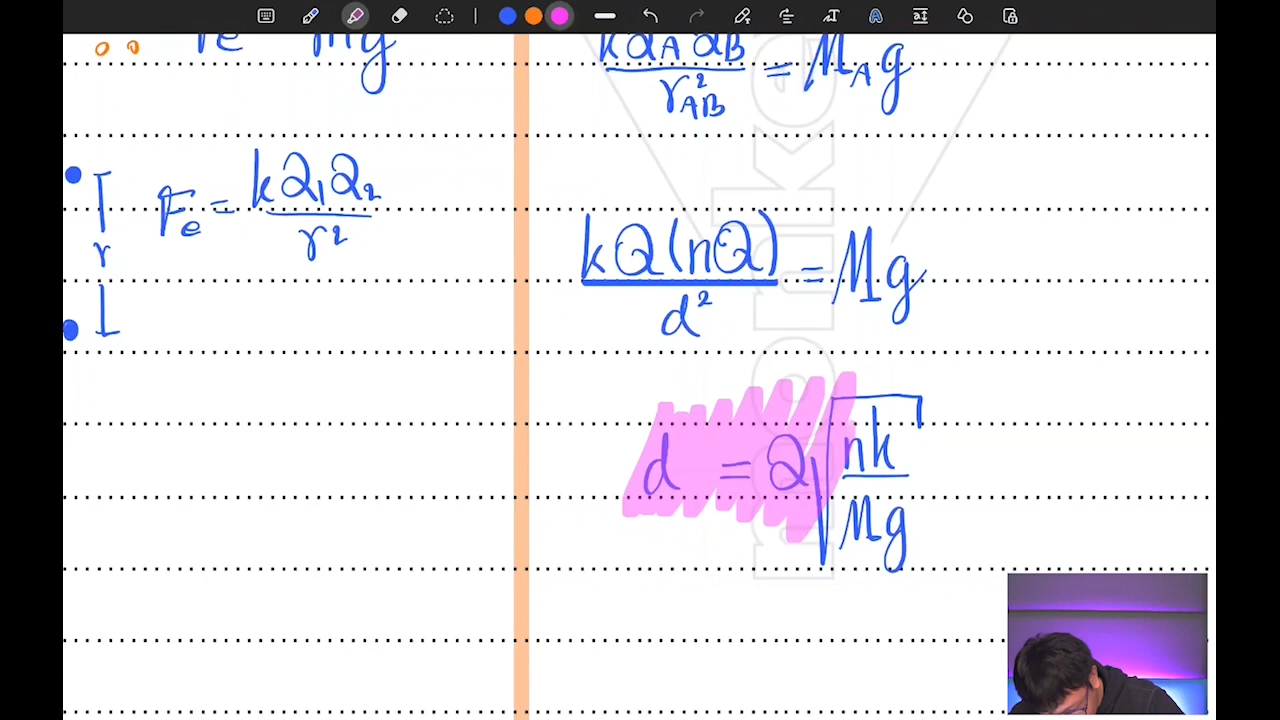 Fe Mg
kQAQB/rAB² = MAg
r
Fe = kQ₁Q₂/r²
kQ(nQ)/d² = Mg
d = Q√(nk/Mg)